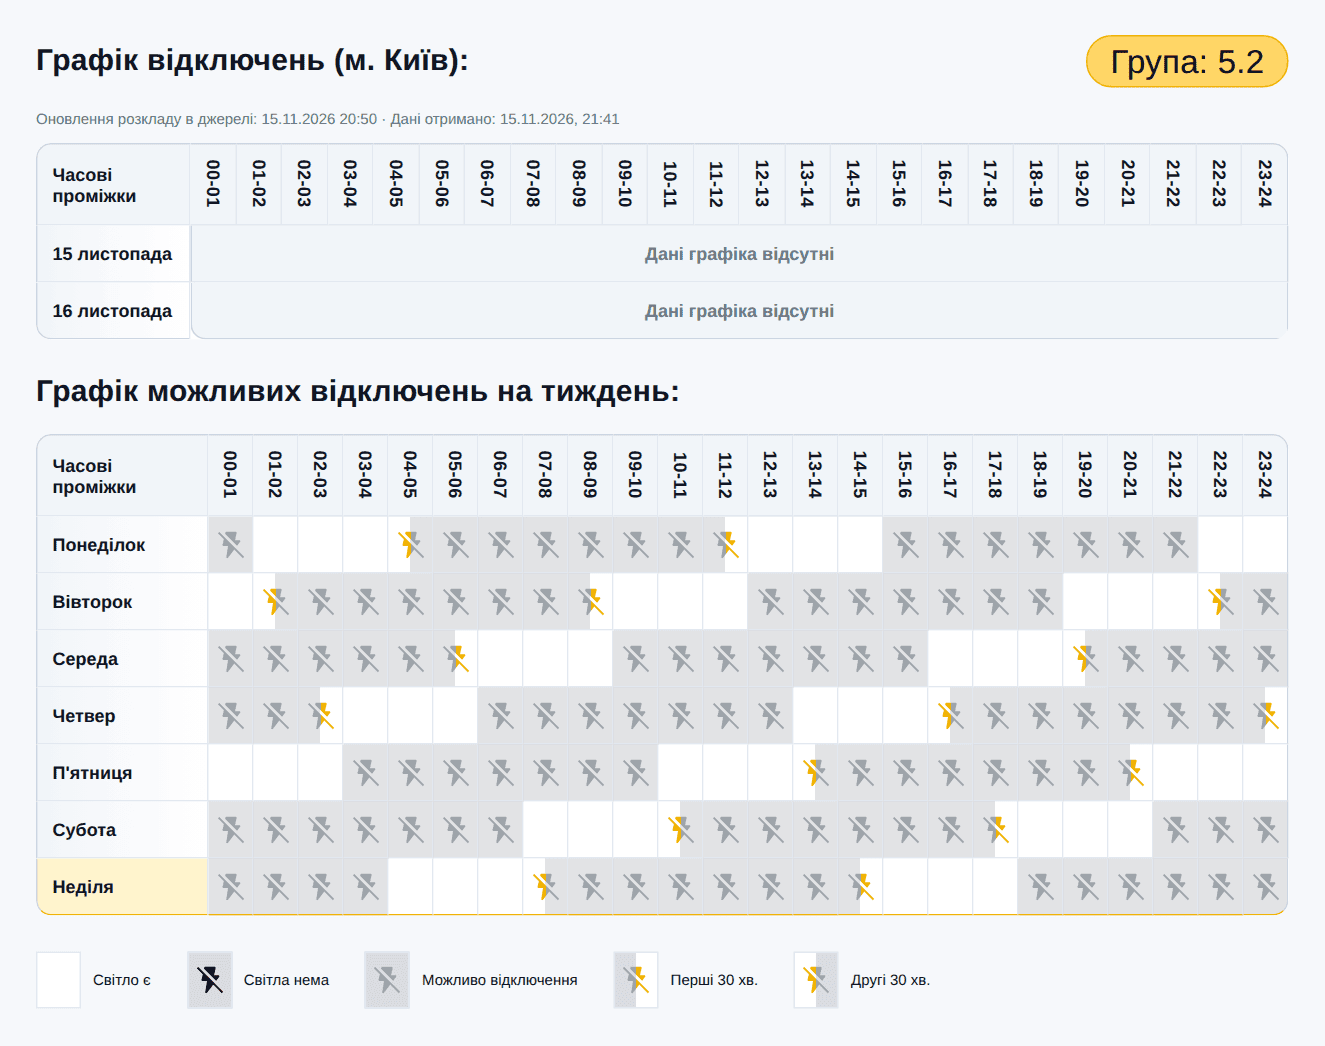 Графік відключень (м. Київ):
Група: 5.2
Оновлення розкладу в джерелі: 15.11.2026 20:50 · Дані отримано: 15.11.2026, 21:41
Часові проміжки 00-01 01-02 02-03 03-04 04-05 05-06 06-07 07-08 08-09 09-10 10-11 11-12 12-13 13-14 14-15 15-16 16-17 17-18 18-19 19-20 20-21 21-22 22-23 23-24
15 листопада Дані графіка відсутні
16 листопада Дані графіка відсутні
Графік можливих відключень на тиждень:
Часові проміжки 00-01 01-02 02-03 03-04 04-05 05-06 06-07 07-08 08-09 09-10 10-11 11-12 12-13 13-14 14-15 15-16 16-17 17-18 18-19 19-20 20-21 21-22 22-23 23-24
Понеділок
Вівторок
Середа
Четвер
П'ятниця
Субота
Неділя
Світло є Світла нема Можливо відключення Перші 30 хв. Другі 30 хв.